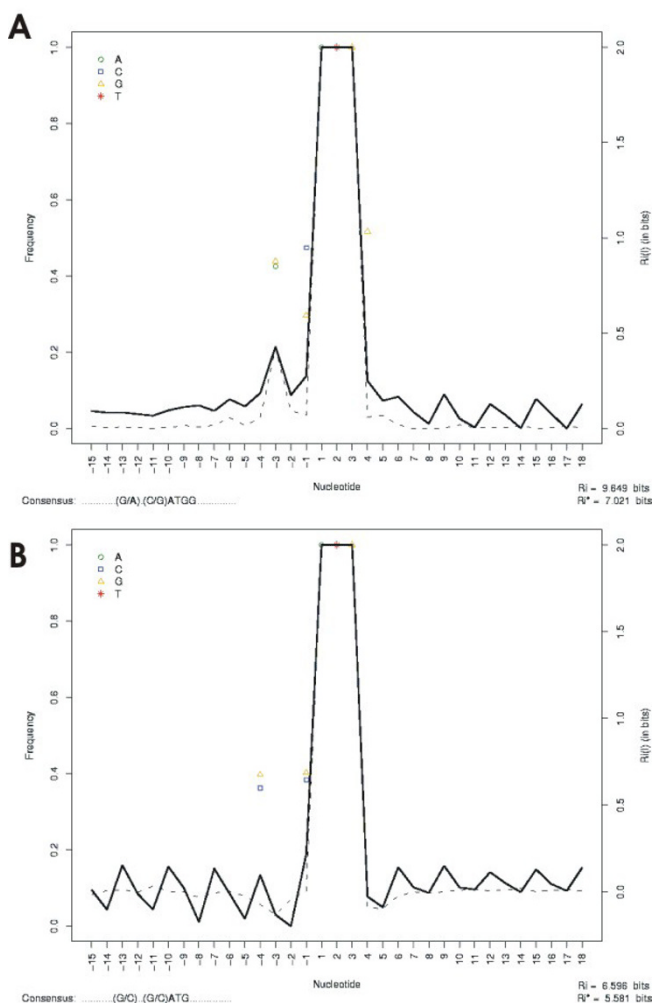 A
A
C
G
T
1.0
0.8
0.6
0.4
0.2
0.0
Frequency
2.0
1.5
1.0
0.5
0.0
Ri(l) (in bits)
-15 -14 -13 -12 -11 -10 -9 -8 -7 -6 -5 -4 -3 -2 -1 1 2 3 4 5 6 7 8 9 10 11 12 13 14 15 16 17 18
Nucleotide
Consensus: ............(G/A).(C/G)ATGG..............
Ri = 9.649 bits
Ri* = 7.021 bits
B
A
C
G
T
1.0
0.8
0.6
0.4
0.2
0.0
Frequency
2.0
1.5
1.0
0.5
0.0
Ri(l) (in bits)
-15 -14 -13 -12 -11 -10 -9 -8 -7 -6 -5 -4 -3 -2 -1 1 2 3 4 5 6 7 8 9 10 11 12 13 14 15 16 17 18
Nucleotide
Consensus: ...........(G/C)..(G/C)ATG...............
Ri = 6.596 bits
Ri* = 5.581 bits